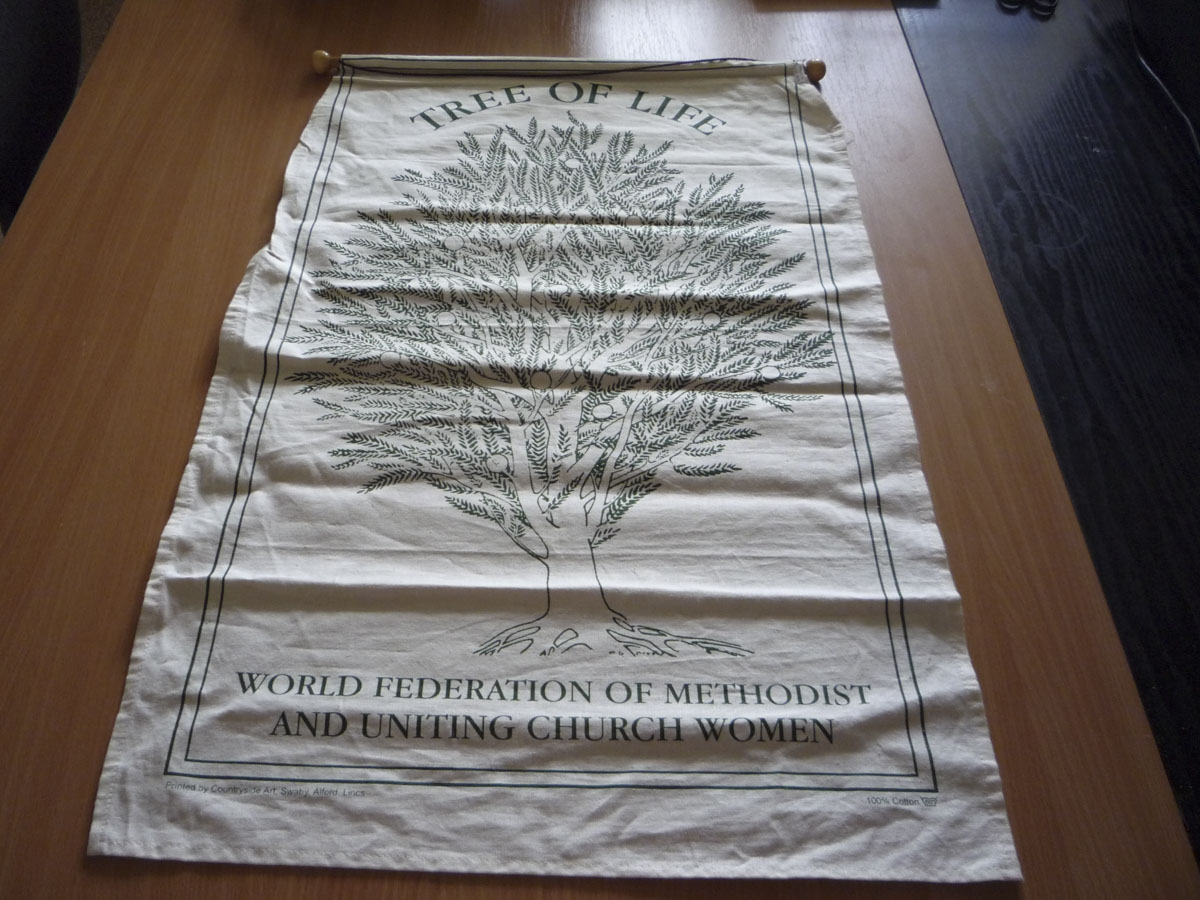 TREE OF LIFE
WORLD FEDERATION OF METHODIST
AND UNITING CHURCH WOMEN
Printed by Countryside Art, Swaby, Alford, Lincs
100% Cotton